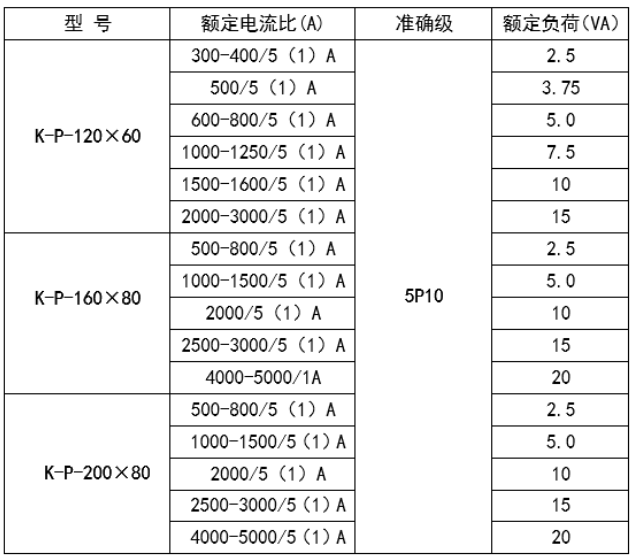 型 号 额定电流比(A) 准确级 额定负荷(VA)
K-P-120×60 300-400/5（1）A 5P10 2.5
500/5（1）A 3.75
600-800/5（1）A 5.0
1000-1250/5（1）A 7.5
1500-1600/5（1）A 10
2000-3000/5（1）A 15
K-P-160×80 500-800/5（1）A 2.5
1000-1500/5（1）A 5.0
2000/5（1）A 10
2500-3000/5（1）A 15
4000-5000/1A 20
K-P-200×80 500-800/5（1）A 2.5
1000-1500/5(1)A 5.0
2000/5（1）A 10
2500-3000/5(1)A 15
4000-5000/5(1)A 20